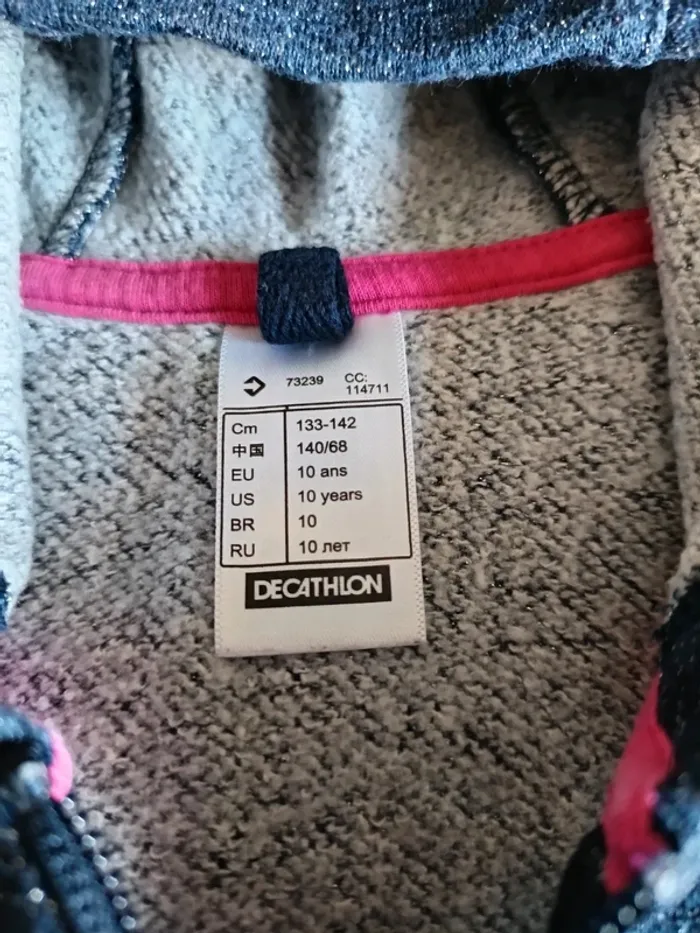 73239 CC:
114711
Cm 133-142
中国 140/68
EU 10 ans
US 10 years
BR 10
RU 10 лет
DECATHLON